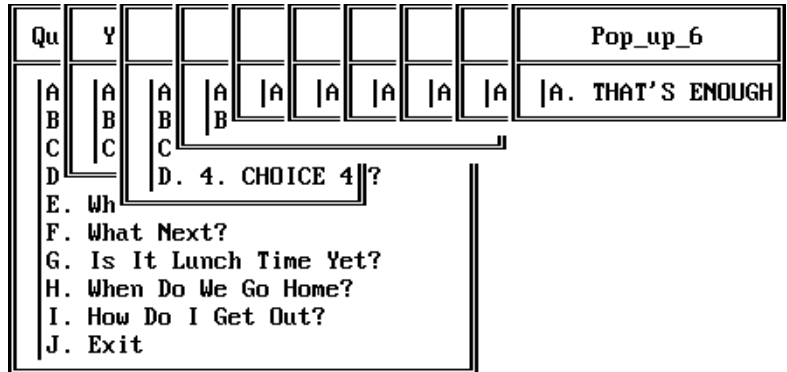 Qu Y Pop_up_6
|A |A |A |A |A |A |A |A |A |A. THAT'S ENOUGH
|B |B |B |B
|C |C |C
|D |D. 4. CHOICE 4 ?
|E. Wh
|F. What Next?
|G. Is It Lunch Time Yet?
|H. When Do We Go Home?
|I. How Do I Get Out?
|J. Exit